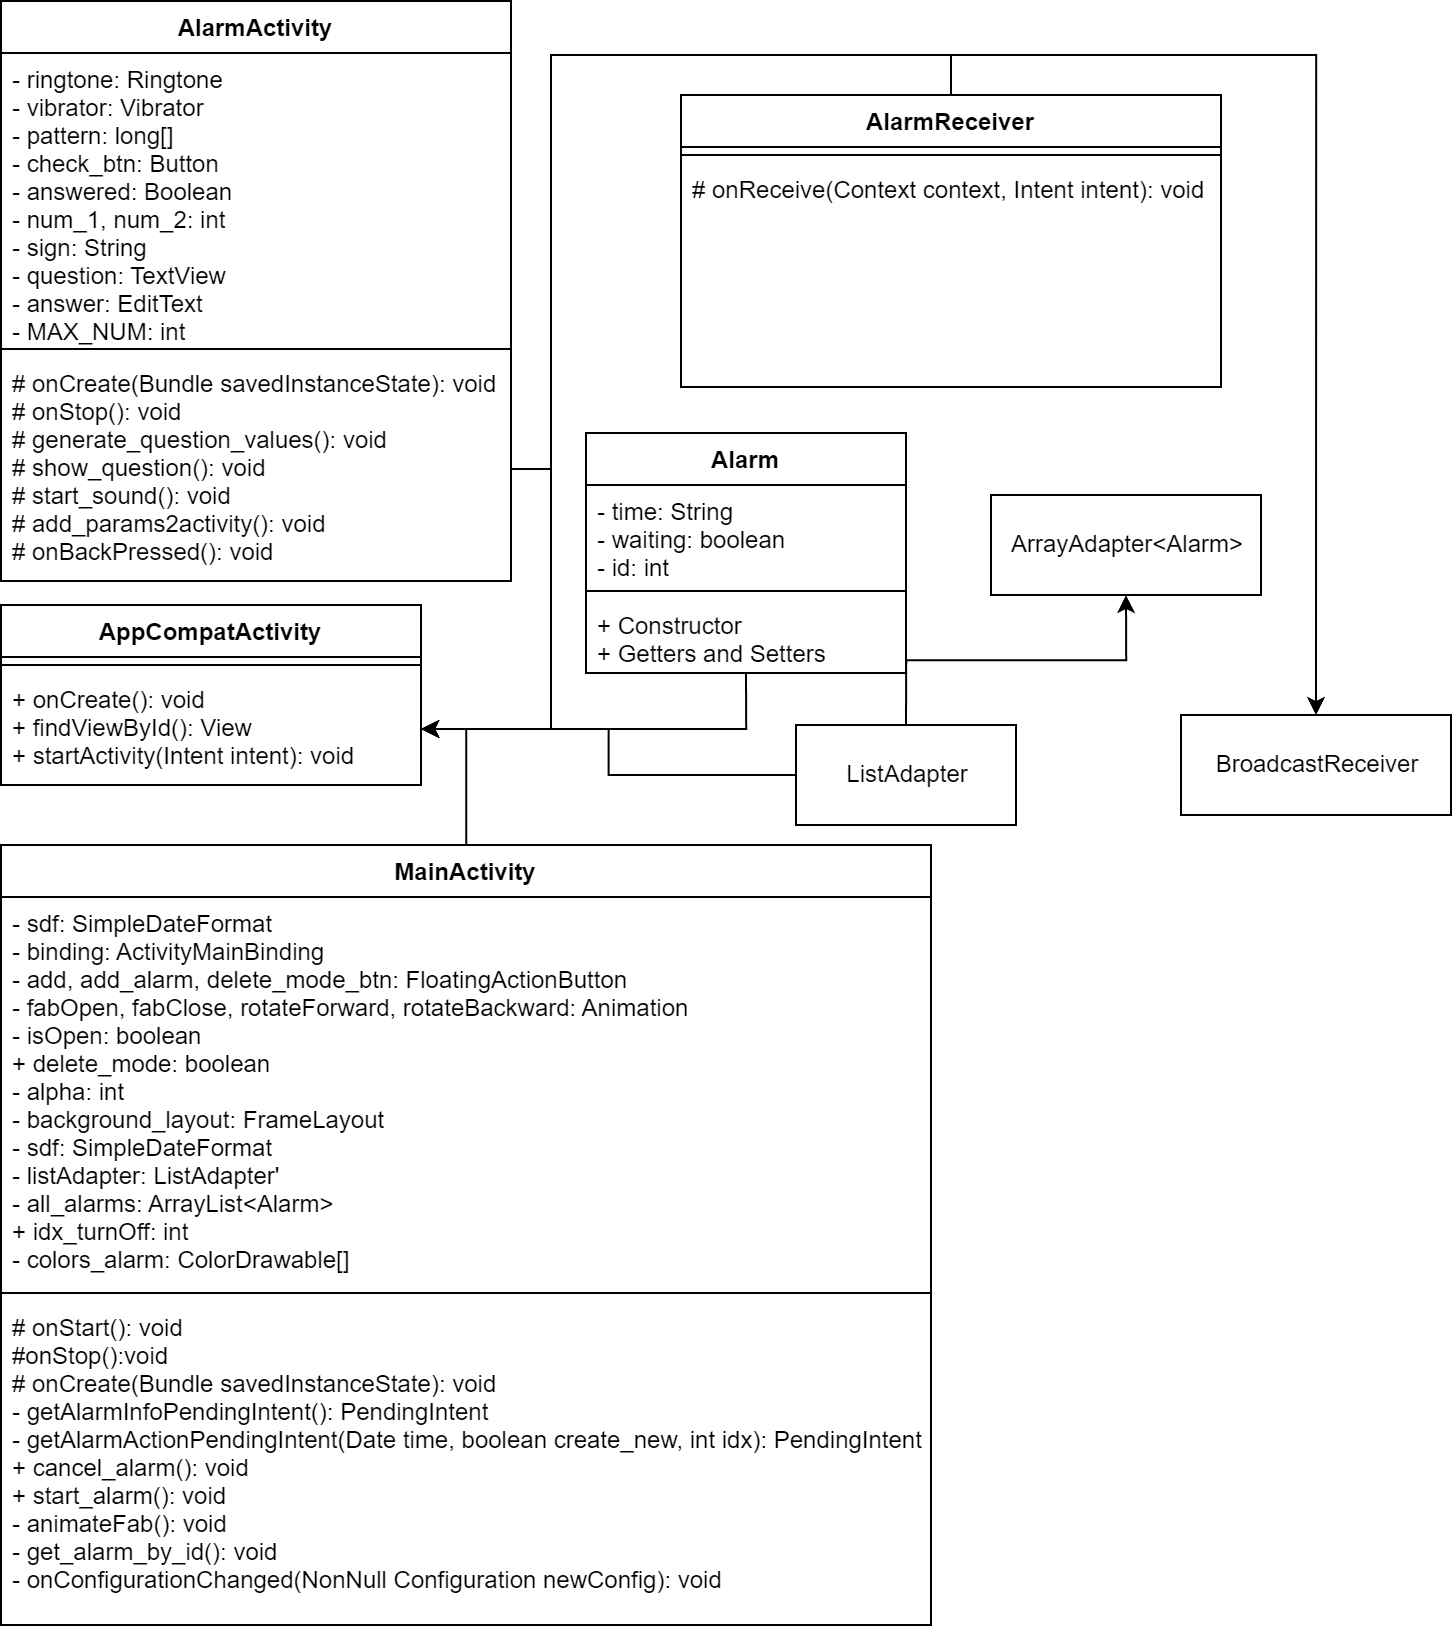 AlarmActivity
- ringtone: Ringtone
- vibrator: Vibrator
- pattern: long[]
- check_btn: Button
- answered: Boolean
- num_1, num_2: int
- sign: String
- question: TextView
- answer: EditText
- MAX_NUM: int
# onCreate(Bundle savedInstanceState): void
# onStop(): void
# generate_question_values(): void
# show_question(): void
# start_sound(): void
# add_params2activity(): void
# onBackPressed(): void
AlarmReceiver
# onReceive(Context context, Intent intent): void
Alarm
- time: String
- waiting: boolean
- id: int
+ Constructor
+ Getters and Setters
ArrayAdapter<Alarm>
AppCompatActivity
+ onCreate(): void
+ findViewById(): View
+ startActivity(Intent intent): void
ListAdapter
BroadcastReceiver
MainActivity
- sdf: SimpleDateFormat
- binding: ActivityMainBinding
- add, add_alarm, delete_mode_btn: FloatingActionButton
- fabOpen, fabClose, rotateForward, rotateBackward: Animation
- isOpen: boolean
+ delete_mode: boolean
- alpha: int
- background_layout: FrameLayout
- sdf: SimpleDateFormat
- listAdapter: ListAdapter'
- all_alarms: ArrayList<Alarm>
+ idx_turnOff: int
- colors_alarm: ColorDrawable[]
# onStart(): void
#onStop():void
# onCreate(Bundle savedInstanceState): void
- getAlarmInfoPendingIntent(): PendingIntent
- getAlarmActionPendingIntent(Date time, boolean create_new, int idx): PendingIntent
+ cancel_alarm(): void
+ start_alarm(): void
- animateFab(): void
- get_alarm_by_id(): void
- onConfigurationChanged(NonNull Configuration newConfig): void